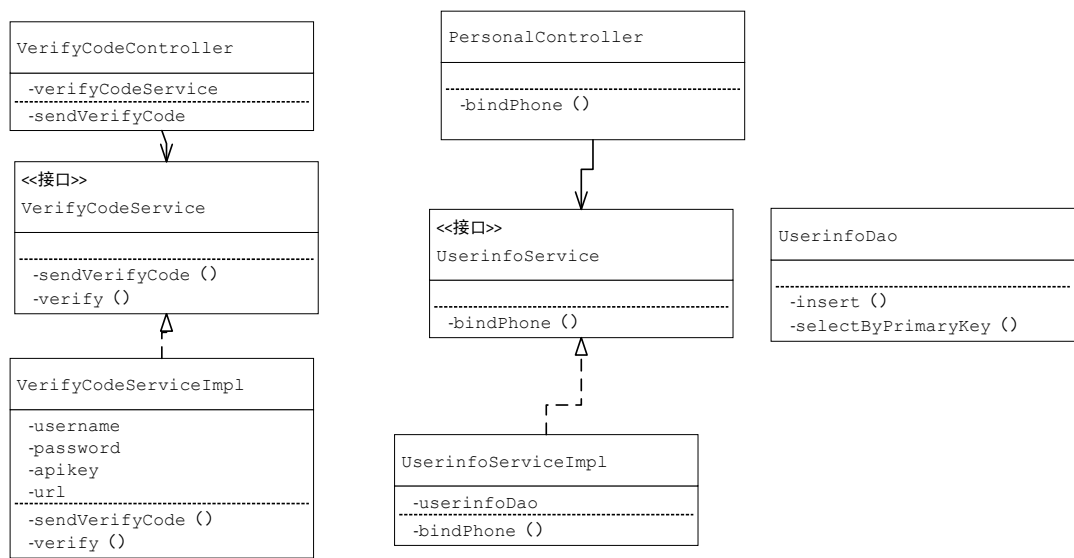 VerifyCodeController
-verifyCodeService
-sendVerifyCode
<<接口>>
VerifyCodeService
-sendVerifyCode ()
-verify ()
VerifyCodeServiceImpl
-username
-password
-apikey
-url
-sendVerifyCode ()
-verify ()
PersonalController
-bindPhone ()
<<接口>>
UserinfoService
-bindPhone ()
UserinfoServiceImpl
-userinfoDao
-bindPhone ()
UserinfoDao
-insert ()
-selectByPrimaryKey ()